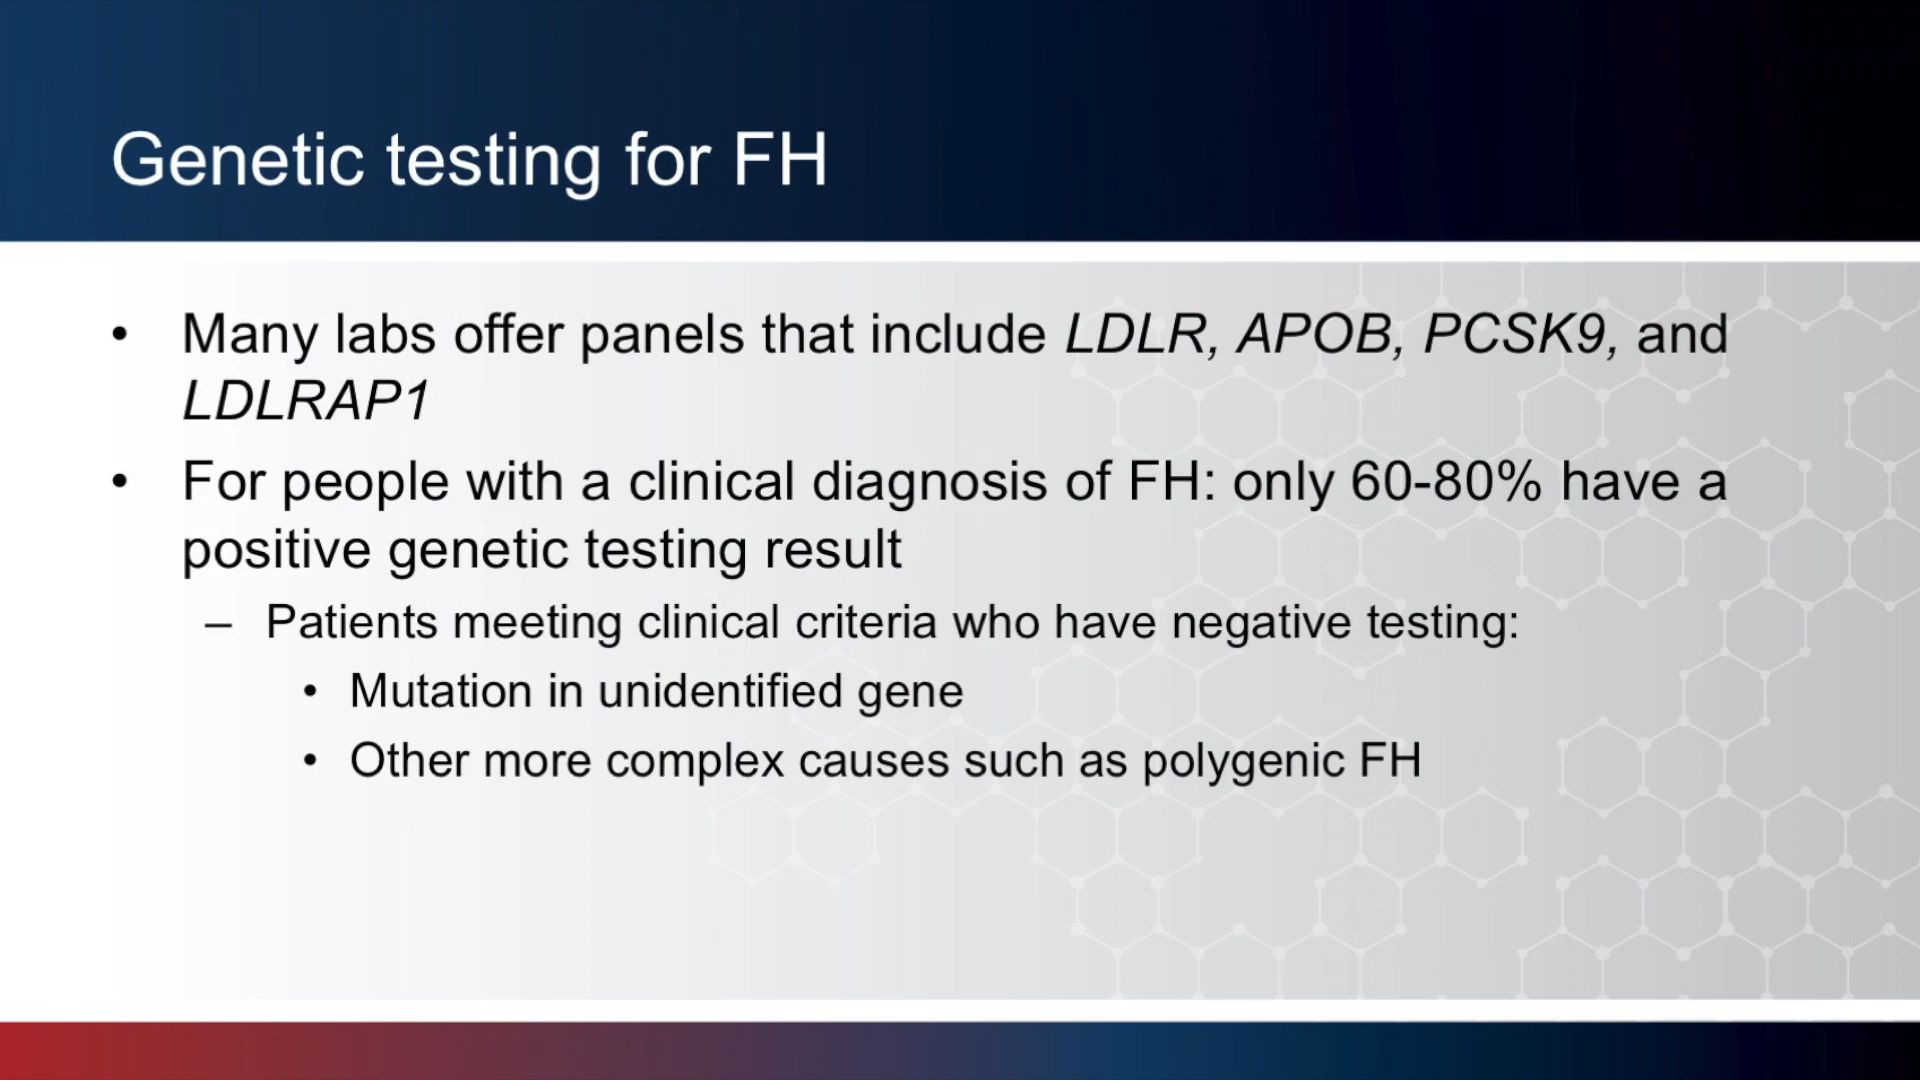 Genetic testing for FH
• Many labs offer panels that include LDLR, APOB, PCSK9, and
LDLRAP1
• For people with a clinical diagnosis of FH: only 60-80% have a
positive genetic testing result
– Patients meeting clinical criteria who have negative testing:
• Mutation in unidentified gene
• Other more complex causes such as polygenic FH